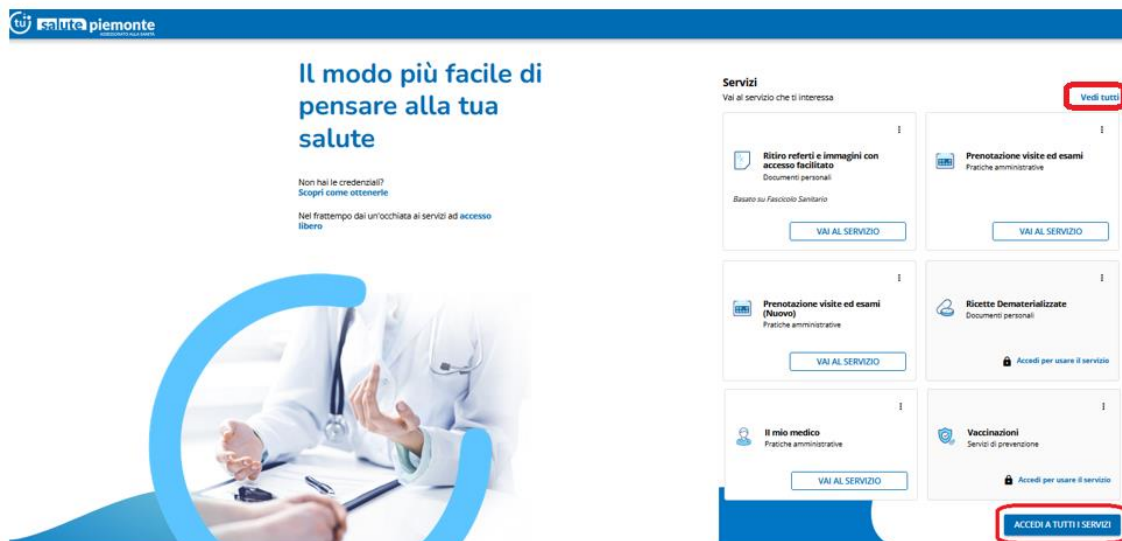 tu salute piemonte
ASSESSORATO ALLA SANITÀ
Il modo più facile di
pensare alla tua
salute
Non hai le credenziali?
Scopri come ottenerle
Nel frattempo dai un'occhiata ai servizi ad accesso
libero
Servizi
Vai al servizio che ti interessa
Vedi tutti
Ritiro referti e immagini con
accesso facilitato
Documenti personali
Basato su Fascicolo Sanitario
VAI AL SERVIZIO
Prenotazione visite ed esami
Pratiche amministrative
VAI AL SERVIZIO
Prenotazione visite ed esami
(Nuovo)
Pratiche amministrative
VAI AL SERVIZIO
Ricette Dematerializzate
Documenti personali
Accedi per usare il servizio
Il mio medico
Pratiche amministrative
VAI AL SERVIZIO
Vaccinazioni
Servizi di prevenzione
Accedi per usare il servizio
ACCEDI A TUTTI I SERVIZI